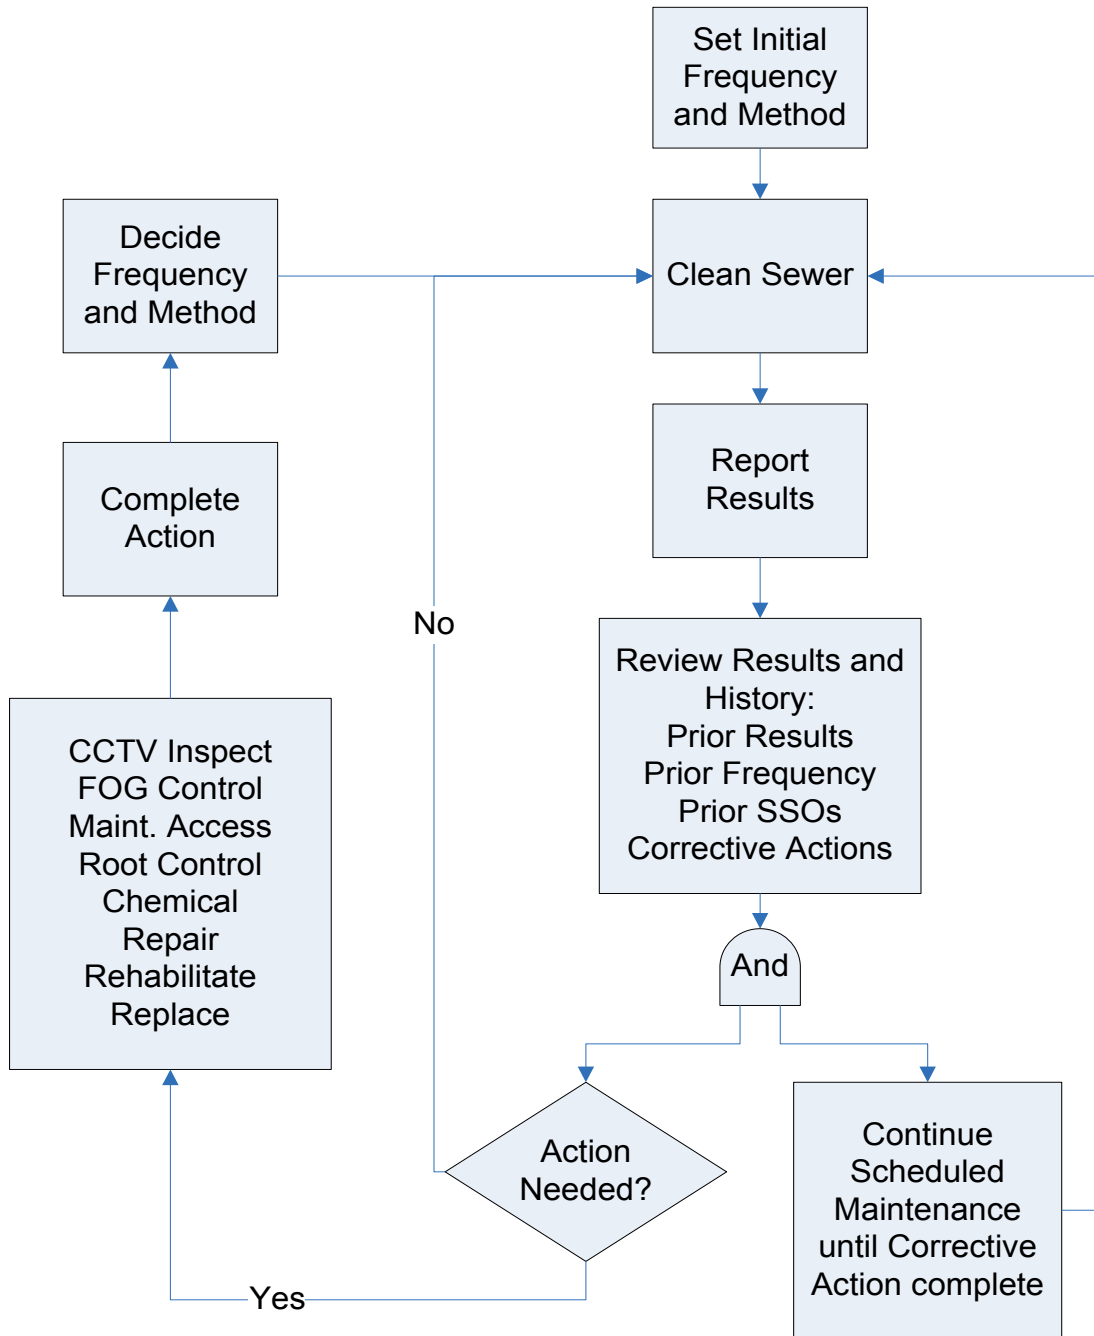 Set Initial
Frequency
and Method
Decide
Frequency
and Method
Clean Sewer
Complete
Action
Report
Results
No
Review Results and
History:
Prior Results
Prior Frequency
Prior SSOs
Corrective Actions
CCTV Inspect
FOG Control
Maint. Access
Root Control
Chemical
Repair
Rehabilitate
Replace
And
Action
Needed?
Continue
Scheduled
Maintenance
until Corrective
Action complete
Yes